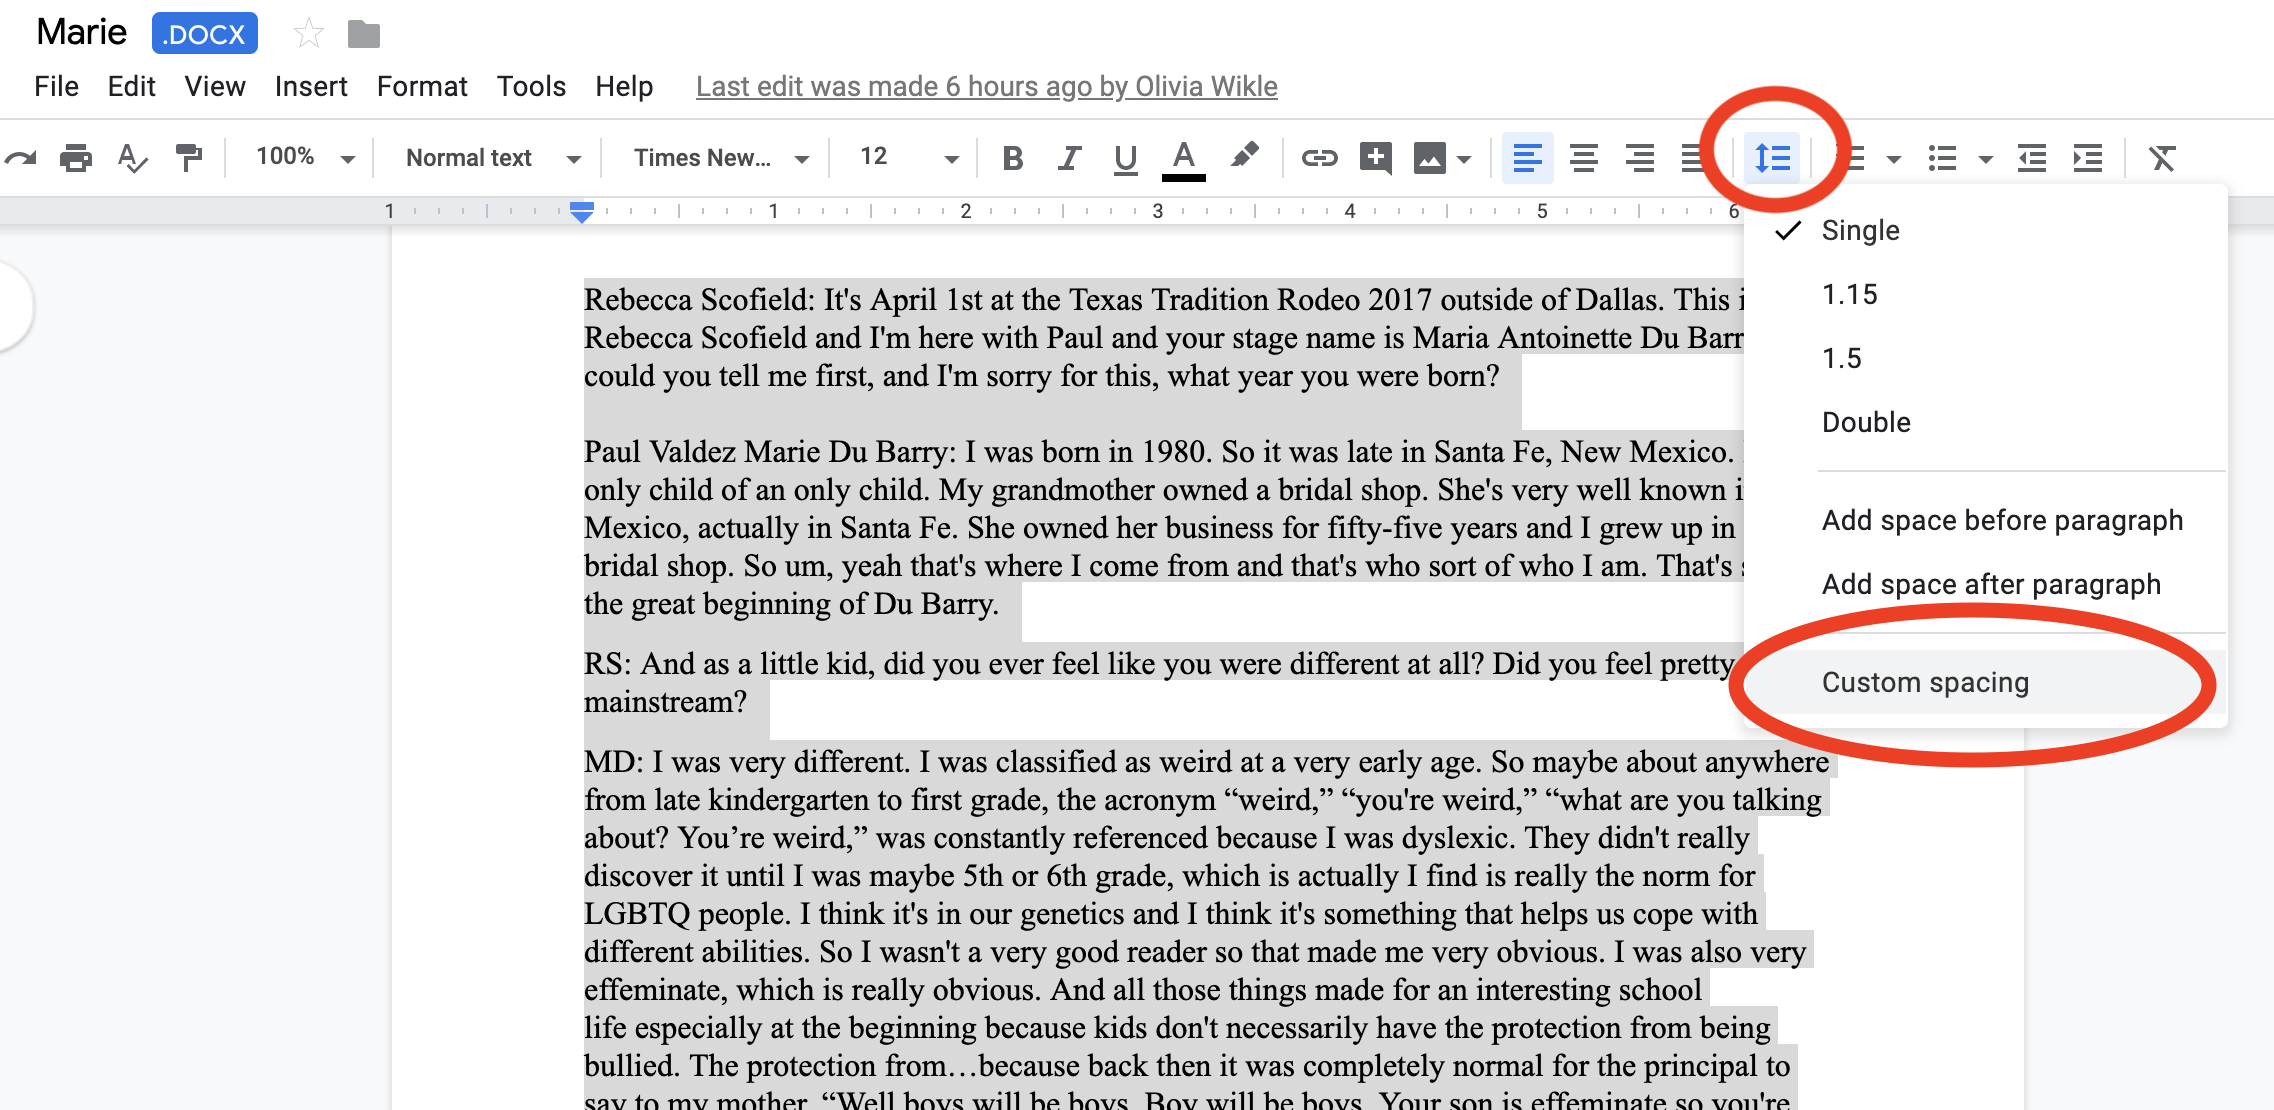 Marie .DOCX
File Edit View Insert Format Tools Help Last edit was made 6 hours ago by Olivia Wikle
100% Normal text Times New... 12 B I U A
1 1 2 3 4 5 6
Single
1.15
1.5
Double
Add space before paragraph
Add space after paragraph
Custom spacing
Rebecca Scofield: It's April 1st at the Texas Tradition Rodeo 2017 outside of Dallas. This
Rebecca Scofield and I'm here with Paul and your stage name is Maria Antoinette Du Barr
could you tell me first, and I'm sorry for this, what year you were born?
Paul Valdez Marie Du Barry: I was born in 1980. So it was late in Santa Fe, New Mexico.
only child of an only child. My grandmother owned a bridal shop. She's very well known
Mexico, actually in Santa Fe. She owned her business for fifty-five years and I grew up in
bridal shop. So um, yeah that's where I come from and that's who sort of who I am. That's
the great beginning of Du Barry.
RS: And as a little kid, did you ever feel like you were different at all? Did you feel pretty
mainstream?
MD: I was very different. I was classified as weird at a very early age. So maybe about anywhere
from late kindergarten to first grade, the acronym “weird,” “you're weird,” “what are you talking
about? You’re weird,” was constantly referenced because I was dyslexic. They didn't really
discover it until I was maybe 5th or 6th grade, which is actually I find is really the norm for
LGBTQ people. I think it's in our genetics and I think it's something that helps us cope with
different abilities. So I wasn't a very good reader so that made me very obvious. I was also very
effeminate, which is really obvious. And all those things made for an interesting school
life especially at the beginning because kids don't necessarily have the protection from being
bullied. The protection from…because back then it was completely normal for the principal to
say to my mother, “Well boys will be boys. Boy will be boys. Your son is effeminate so you're